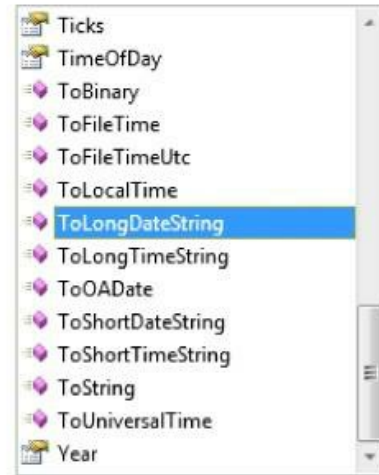 Ticks
TimeOfDay
ToBinary
ToFileTime
ToFileTimeUtc
ToLocalTime
ToLongDateString
ToLongTimeString
ToOADate
ToShortDateString
ToShortTimeString
ToString
ToUniversalTime
Year